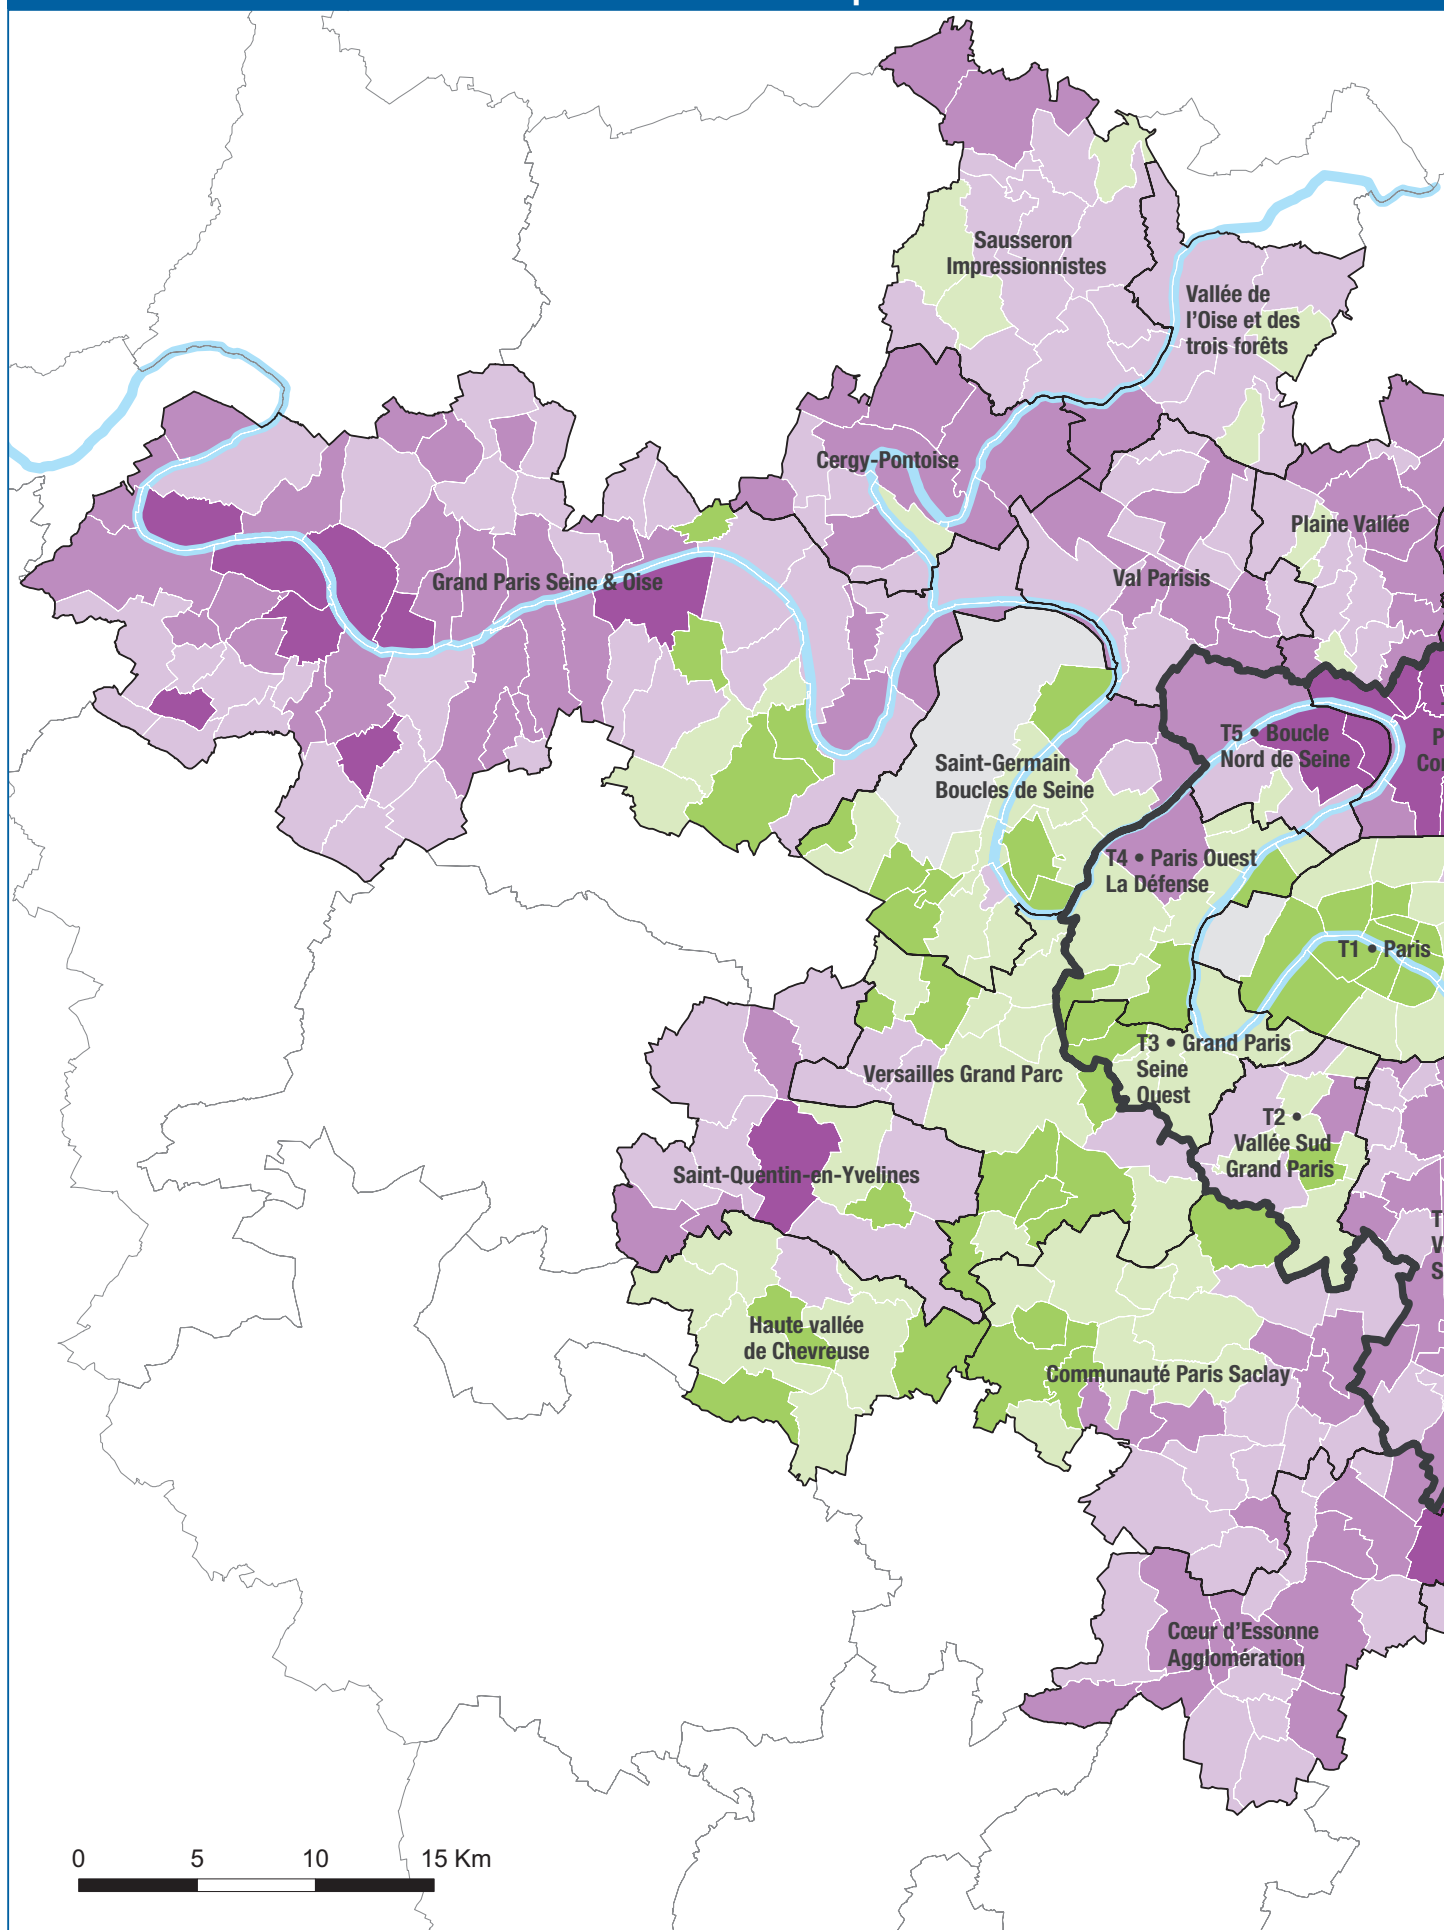 Sausseron
Impressionnistes
Vallée de
l'Oise et des
trois forêts
Cergy-Pontoise
Plaine Vallée
Grand Paris Seine & Oise
Val Parisis
T5 • Boucle
Nord de Seine
Saint-Germain
Boucles de Seine
T4 • Paris Ouest
La Défense
T1 • Paris
T3 • Grand Paris
Seine
Ouest
Versailles Grand Parc
T2 •
Vallée Sud
Grand Paris
Saint-Quentin-en-Yvelines
Haute vallée
de Chevreuse
Communauté Paris Saclay
Cœur d'Essonne
Agglomération
0 5 10 15 Km